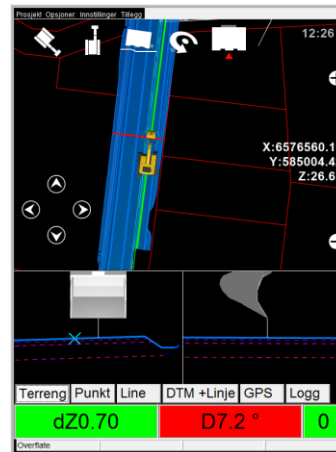 Prosjekt Opsjoner: Innstillinger Tillegg
12:26
X:6576560.1
Y:585004.4
Z:26.6
Terreng Punkt Line DTM +Linje GPS Logg
dZ0.70 D7.2 ° 0
Overflate